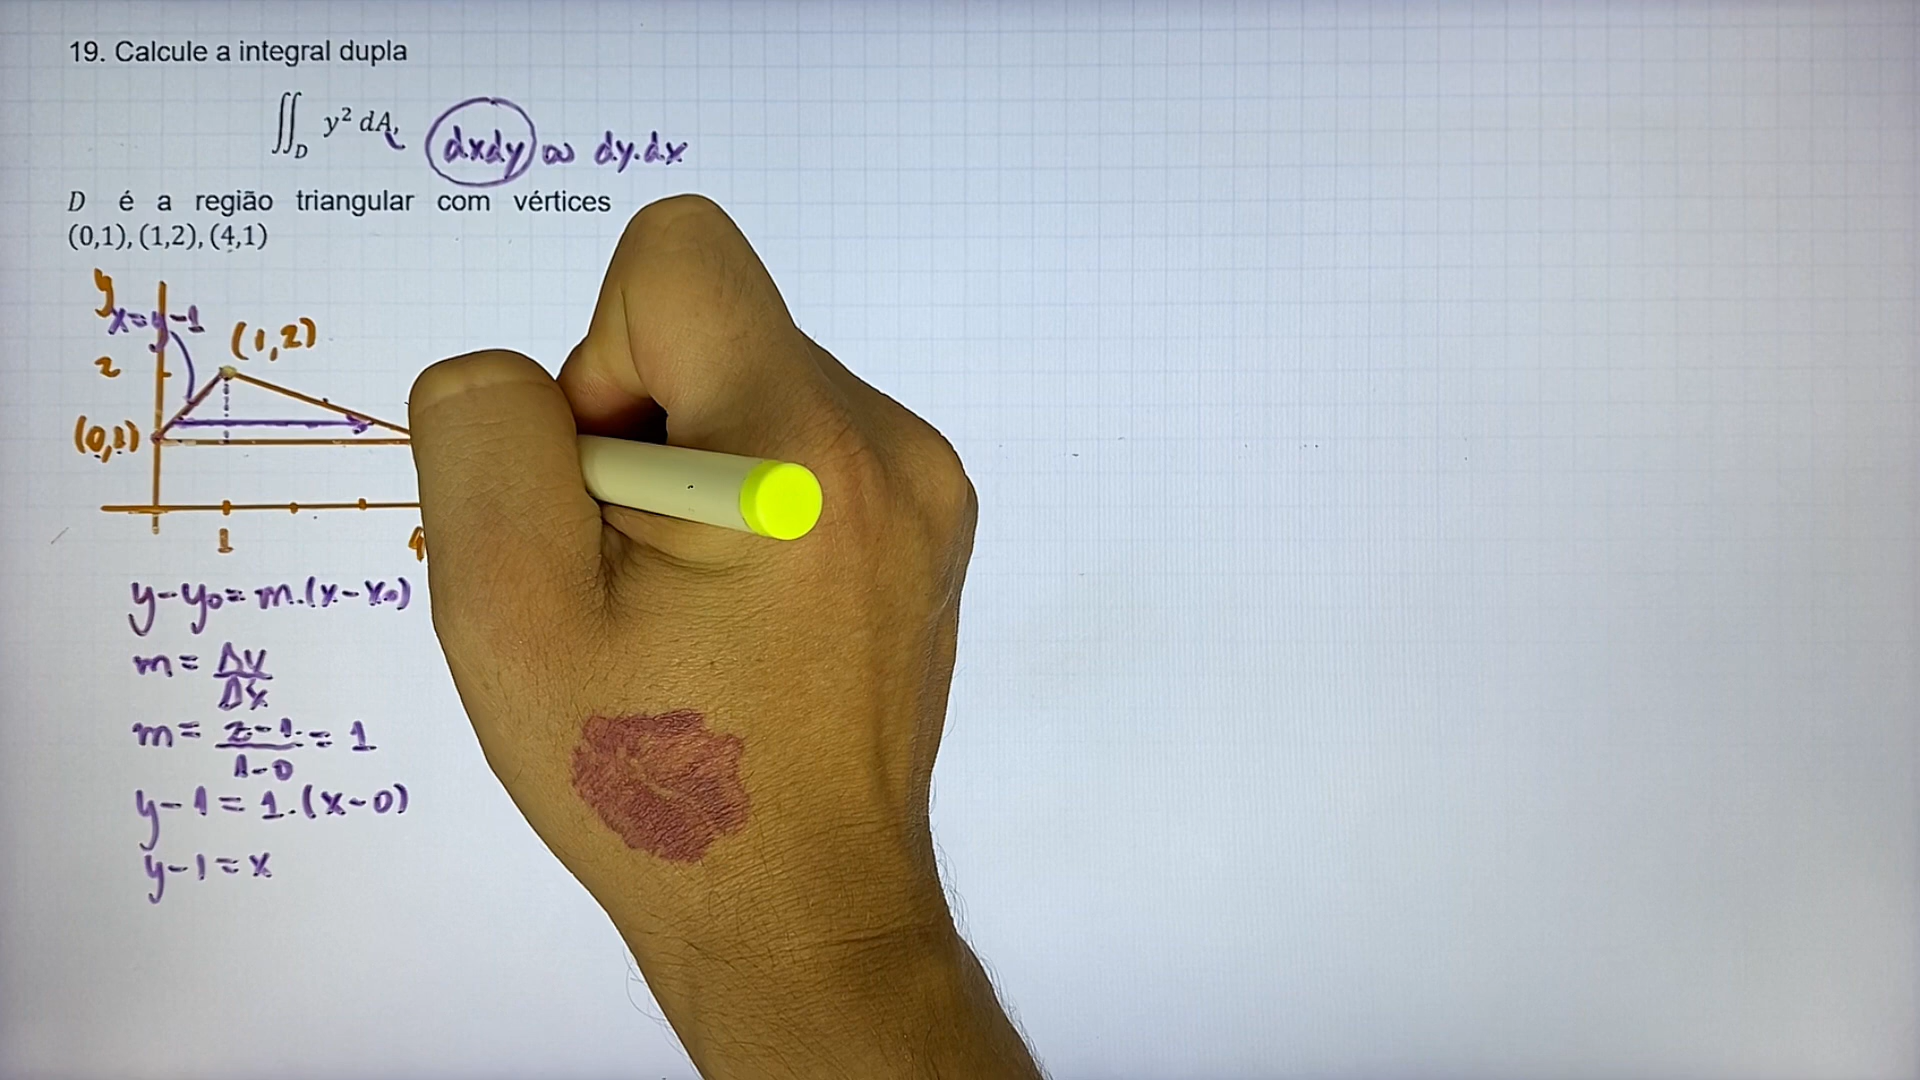 19. Calcule a integral dupla
∬_D y² dA, dxdy ou dy.dx
D é a região triangular com vértices
(0,1), (1,2), (4,1)
y
x=y-1
(1,2)
2
(0,1)
1
4
y-y₀=m.(x-x₀)
m=Δy/Δx
m=2-1/1-0=1
y-1=1.(x-0)
y-1=x